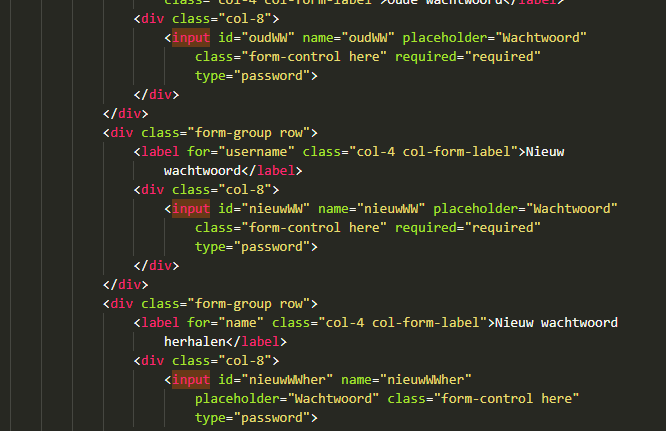 class="col-4 col-form-label">Oude wachtwoord</label>
<div class="col-8">
<input id="oudWW" name="oudWW" placeholder="Wachtwoord"
class="form-control here" required="required"
type="password">
</div>
</div>
<div class="form-group row">
<label for="username" class="col-4 col-form-label">Nieuw
wachtwoord</label>
<div class="col-8">
<input id="nieuwWW" name="nieuwWW" placeholder="Wachtwoord"
class="form-control here" required="required"
type="password">
</div>
</div>
<div class="form-group row">
<label for="name" class="col-4 col-form-label">Nieuw wachtwoord
herhalen</label>
<div class="col-8">
<input id="nieuwWWher" name="nieuwWWher"
placeholder="Wachtwoord" class="form-control here"
type="password">